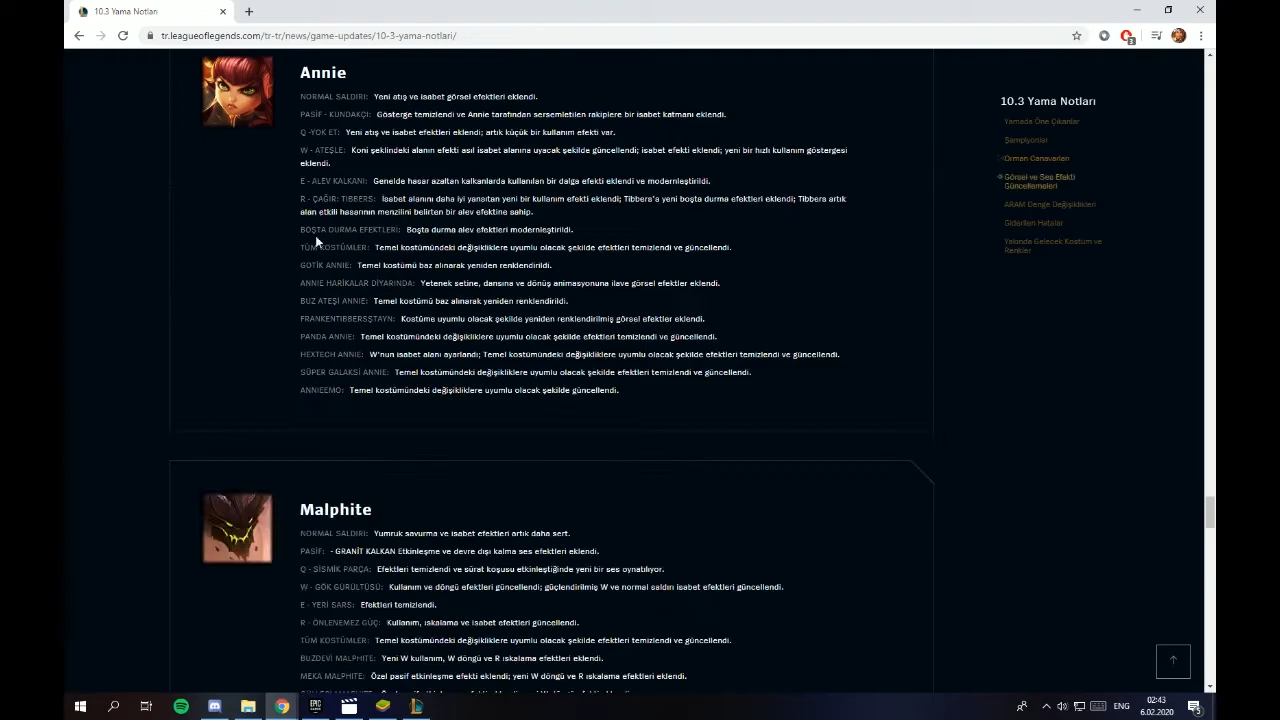 10.3 Yama Notları
tr.leagueoflegends.com/tr-tr/news/game-updates/10-3-yama-notlari/
Annie
NORMAL SALDIRI: Yeni atış ve isabet görsel efektleri eklendi.
PASİF - KUNDAKÇI: Gösterge temizlendi ve Annie tarafından sersemletilen rakiplere bir isabet katmanı eklendi.
Q -YOK ET: Yeni atış ve isabet efektleri eklendi; artık küçük bir kullanım efekti var.
W - ATEŞLE: Koni şeklindeki alanın efekti asıl isabet alanına uyacak şekilde güncellendi; isabet efekti eklendi; yeni bir hızlı kullanım göstergesi
eklendi.
E - ALEV KALKANI: Genelde hasar azaltan kalkanlarda kullanılan bir dalga efekti eklendi ve modernleştirildi.
R - ÇAĞIR: TIBBERS: İsabet alanını daha iyi yansıtan yeni bir kullanım efekti eklendi; Tibbers'a yeni boşta durma efektleri eklendi; Tibbers artık
alan etkili hasarının menzilini belirten bir alev efektine sahip.
BOŞTA DURMA EFEKTLERİ: Boşta durma alev efektleri modernleştirildi.
TÜM KOSTÜMLER: Temel kostümündeki değişikliklere uyumlu olacak şekilde efektleri temizlendi ve güncellendi.
GOTİK ANNIE: Temel kostümü baz alınarak yeniden renklendirildi.
ANNIE HARİKALAR DİYARINDA: Yetenek setine, dansına ve dönüş animasyonuna ilave görsel efektler eklendi.
BUZ ATEŞİ ANNIE: Temel kostümü baz alınarak yeniden renklendirildi.
FRANKENTIBBERSŞTAYN: Kostüme uyumlu olacak şekilde yeniden renklendirilmiş görsel efektler eklendi.
PANDA ANNIE: Temel kostümündeki değişikliklere uyumlu olacak şekilde efektleri temizlendi ve güncellendi.
HEXTECH ANNIE: W'nun isabet alanı ayarlandı; Temel kostümündeki değişikliklere uyumlu olacak şekilde efektleri temizlendi ve güncellendi.
SÜPER GALAKSİ ANNIE: Temel kostümündeki değişikliklere uyumlu olacak şekilde efektleri temizlendi ve güncellendi.
ANNIEEMO: Temel kostümündeki değişikliklere uyumlu olacak şekilde güncellendi.
Malphite
NORMAL SALDIRI: Yumruk savurma ve isabet efektleri artık daha sert.
PASİF: - GRANİT KALKAN Etkinleşme ve devre dışı kalma ses efektleri eklendi.
Q - SİSMİK PARÇA: Efektleri temizlendi ve sürat koşusu etkinleştiğinde yeni bir ses oynatılıyor.
W - GÖK GÜRÜLTÜSÜ: Kullanım ve döngü efektleri güncellendi; güçlendirilmiş W ve normal saldırı isabet efektleri güncellendi.
E - YERİ SARS: Efektleri temizlendi.
R - ÖNLENEMEZ GÜÇ: Kullanım, ıskalama ve isabet efektleri güncellendi.
TÜM KOSTÜMLER: Temel kostümündeki değişikliklere uyumlu olacak şekilde efektleri temizlendi ve güncellendi.
BUZDEVİ MALPHITE: Yeni W kullanım, W döngü ve R ıskalama efektleri eklendi.
MEKA MALPHITE: Özel pasif etkinleşme efekti eklendi; yeni W döngü ve R ıskalama efektleri eklendi.
10.3 Yama Notları
Yamada Öne Çıkanlar
Şampiyonlar
Orman Canavarları
Görsel ve Ses Efekti
Güncellemeleri
ARAM Denge Değişiklikleri
Giderilen Hatalar
Yakında Gelecek Kostüm ve
Renkler
ENG
02:43
6.02.2020